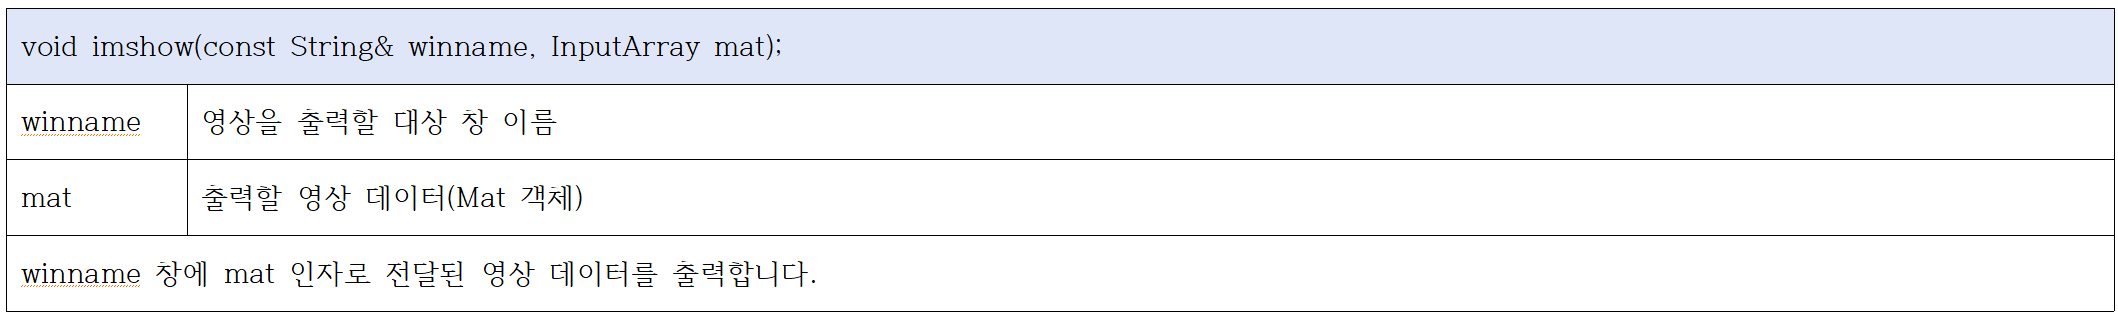 void imshow(const String& winname, InputArray mat);
winname 영상을 출력할 대상 창 이름
mat 출력할 영상 데이터(Mat 객체)
winname 창에 mat 인자로 전달된 영상 데이터를 출력합니다.